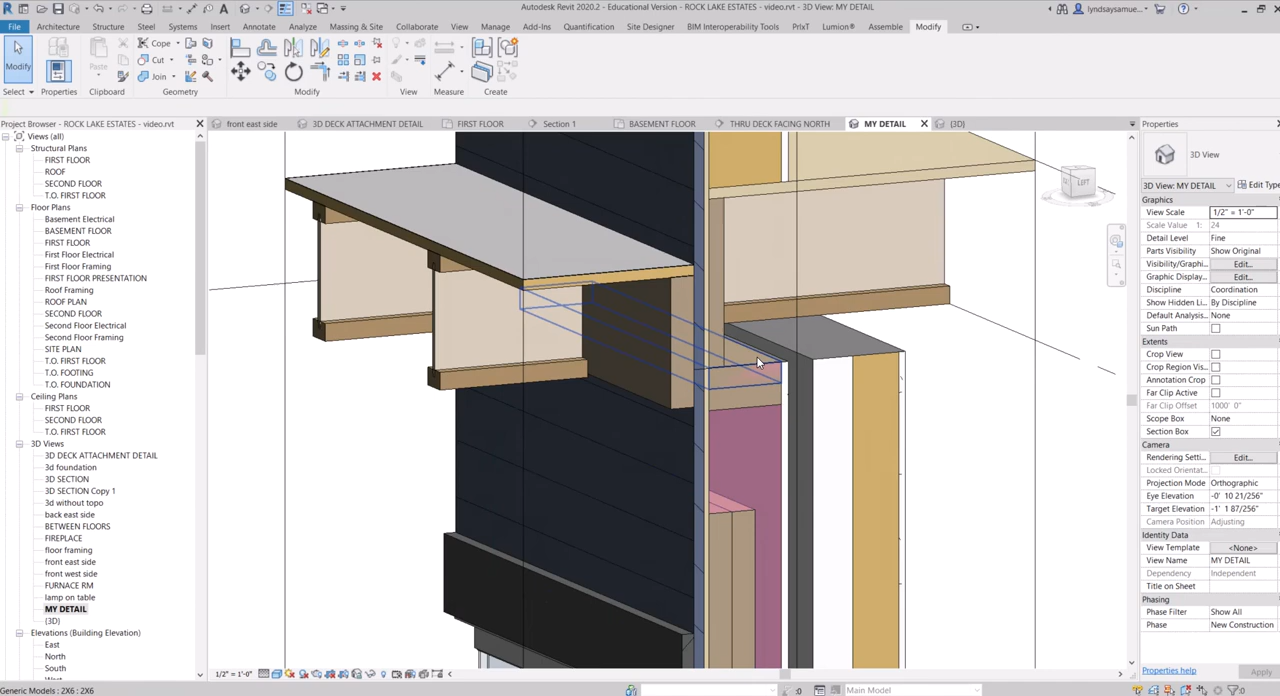 Autodesk Revit 2020.2 - Educational Version - ROCK LAKE ESTATES - video.rvt - 3D View: MY DETAIL
lyndsaysamue...
File Architecture Structure Steel Systems Insert Annotate Analyze Massing & Site Collaborate View Manage Add-Ins Quantification Site Designer BIM Interoperability Tools PrixT Lumion® Assemble Modify
Modify Paste Cope Cut Join
Select Properties Clipboard Geometry Modify View Measure Create
Project Browser - ROCK LAKE ESTATES - video.rvt
front east side 3D DECK ATTACHMENT DETAIL FIRST FLOOR Section 1 BASEMENT FLOOR THRU DECK FACING NORTH MY DETAIL {3D}
Views (all)
Structural Plans
FIRST FLOOR
ROOF
SECOND FLOOR
T.O. FIRST FLOOR
Floor Plans
Basement Electrical
BASEMENT FLOOR
FIRST FLOOR
First Floor Electrical
First Floor Framing
FIRST FLOOR PRESENTATION
Roof Framing
ROOF PLAN
SECOND FLOOR
Second Floor Electrical
Second Floor Framing
SITE PLAN
T.O. FIRST FLOOR
T.O. FOOTING
T.O. FOUNDATION
Ceiling Plans
FIRST FLOOR
SECOND FLOOR
T.O. FIRST FLOOR
3D Views
3D DECK ATTACHMENT DETAIL
3d foundation
3D SECTION
3D SECTION Copy 1
3d without topo
back east side
BETWEEN FLOORS
FIREPLACE
floor framing
front east side
front west side
FURNACE RM
lamp on table
MY DETAIL
{3D}
Elevations (Building Elevation)
East
North
South
LEFT
Properties
3D View
3D View: MY DETAIL Edit Type
Graphics
View Scale 1/2" = 1'-0"
Scale Value 1: 24
Detail Level Fine
Parts Visibility Show Original
Visibility/Graphi... Edit...
Graphic Display... Edit...
Discipline Coordination
Show Hidden Li... By Discipline
Default Analysis... None
Sun Path
Extents
Crop View
Crop Region Vis...
Annotation Crop
Far Clip Active
Far Clip Offset 1000' 0"
Scope Box None
Section Box
Camera
Rendering Setti... Edit...
Locked Orientat...
Projection Mode Orthographic
Eye Elevation -0' 10 21/256"
Target Elevation -1' 1 87/256"
Camera Position Adjusting
Identity Data
View Template <None>
View Name MY DETAIL
Dependency Independent
Title on Sheet
Phasing
Phase Filter Show All
Phase New Construction
Properties help Apply
1/2" = 1'-0"
Generic Models : 2X6 : 2X6
:0 Main Model